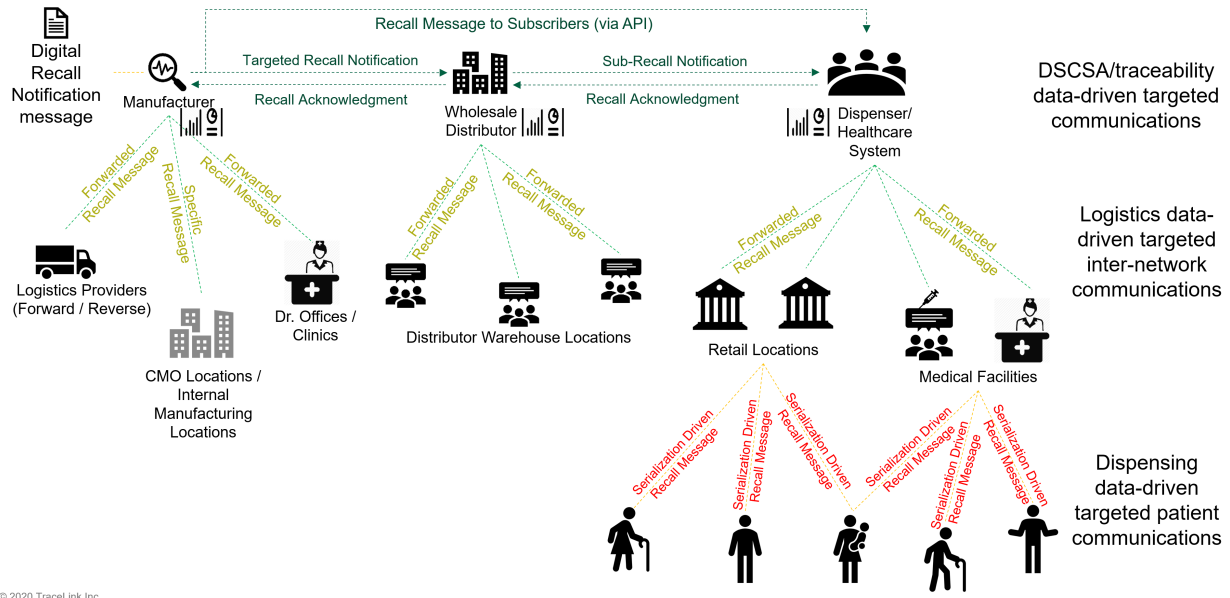 Recall Message to Subscribers (via API)
Digital
Recall
Notification
message
Manufacturer
Targeted Recall Notification
Recall Acknowledgment
Wholesale
Distributor
Sub-Recall Notification
Recall Acknowledgment
Dispenser/
Healthcare
System
DSCSA/traceability
data-driven targeted
communications
Forwarded
Recall Message
Specific
Recall Message
Forwarded
Recall Message
Forwarded
Recall Message
Forwarded
Recall Message
Forwarded
Recall Message
Forwarded
Recall Message
Logistics data-
driven targeted
inter-network
communications
Logistics Providers
(Forward / Reverse)
CMO Locations /
Internal
Manufacturing
Locations
Dr. Offices /
Clinics
Distributor Warehouse Locations
Retail Locations
Medical Facilities
Serialization Driven
Recall Message
Serialization Driven
Recall Message
Serialization Driven
Recall Message
Serialization Driven
Recall Message
Serialization Driven
Recall Message
Serialization Driven
Recall Message
Dispensing
data-driven
targeted patient
communications
© 2020 TraceLink Inc